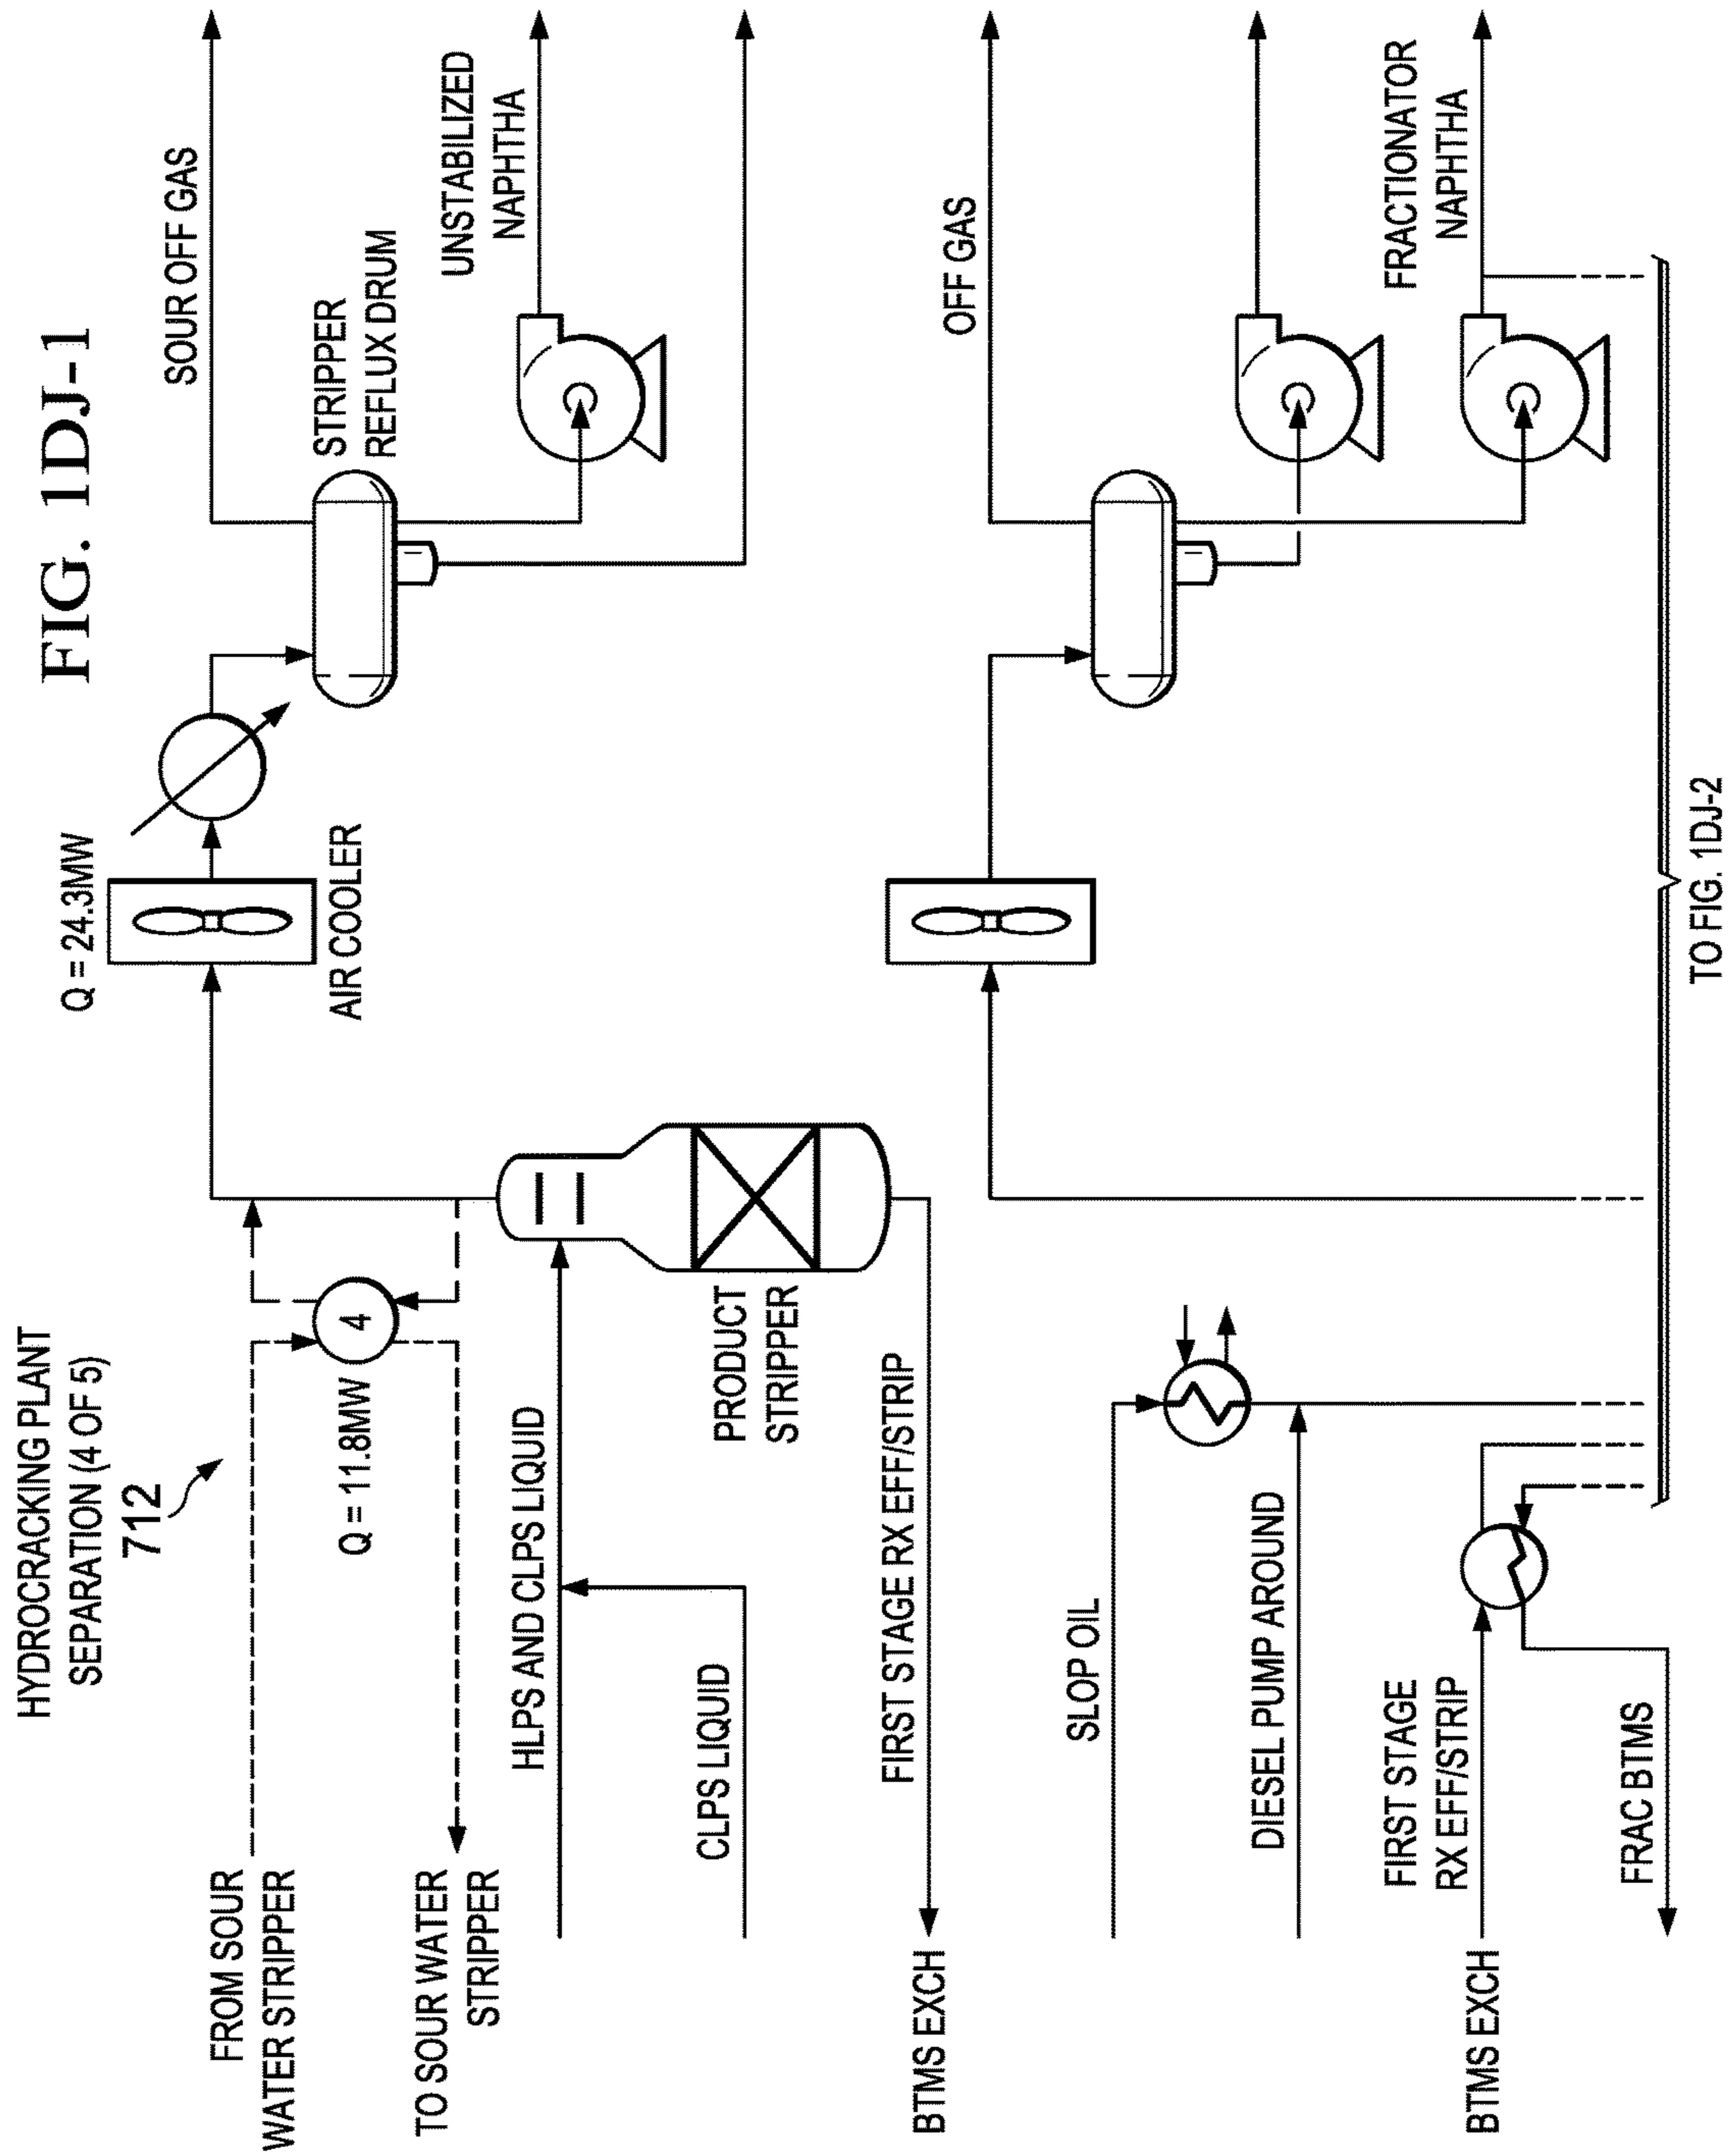 FIG. 1DJ-1
HYDROCRACKING PLANT
SEPARATION (4 OF 5)
712
Q = 24.3MW
AIR COOLER
SOUR OFF GAS
STRIPPER
REFLUX DRUM
UNSTABILIZED
NAPHTHA
FROM SOUR
WATER STRIPPER
4
Q = 11.8MW
TO SOUR WATER
STRIPPER
HLPS AND CLPS LIQUID
CLPS LIQUID
PRODUCT
STRIPPER
FIRST STAGE RX EFF/STRIP
BTMS EXCH
OFF GAS
SLOP OIL
DIESEL PUMP AROUND
FIRST STAGE
RX EFF/STRIP
BTMS EXCH
FRAC BTMS
FRACTIONATOR
NAPHTHA
TO FIG. 1DJ-2